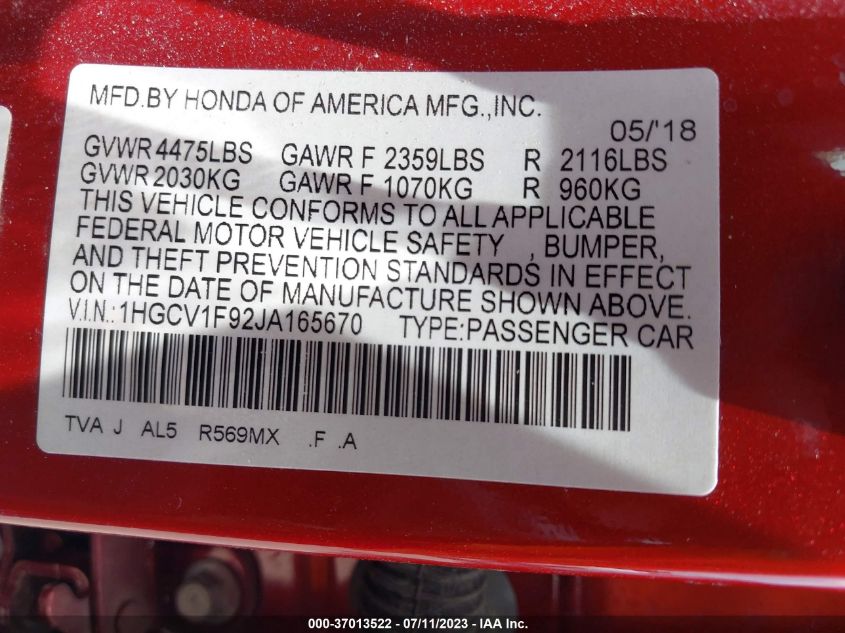 MFD.BY HONDA OF AMERICA MFG.,INC.
05/'18
GVWR 4475LBS GAWR F 2359LBS R 2116LBS
GVWR 2030KG GAWR F 1070KG R 960KG
THIS VEHICLE CONFORMS TO ALL APPLICABLE
FEDERAL MOTOR VEHICLE SAFETY , BUMPER,
AND THEFT PREVENTION STANDARDS IN EFFECT
ON THE DATE OF MANUFACTURE SHOWN ABOVE.
V.I.N.:1HGCV1F92JA165670 TYPE:PASSENGER CAR
TVA J AL5 R569MX .F .A
000-37013522 - 07/11/2023 - IAA Inc.